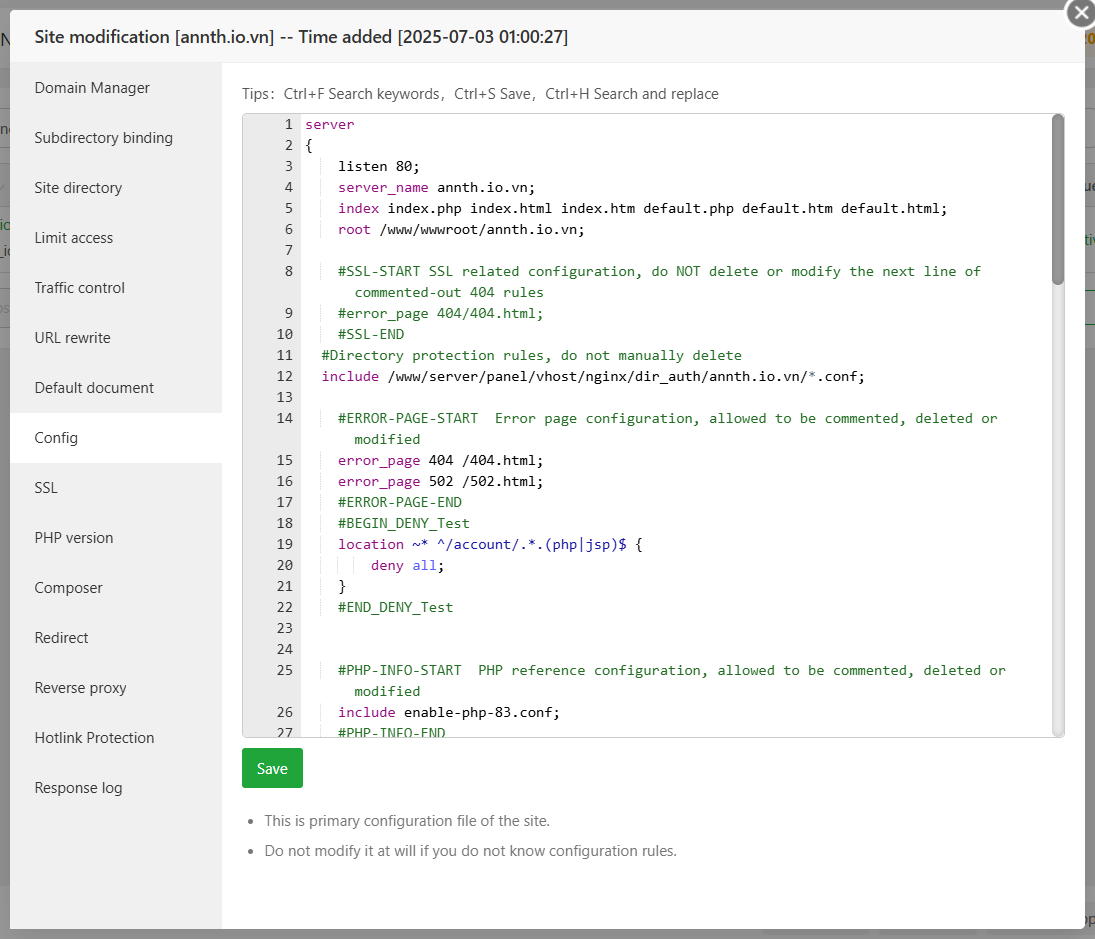 Site modification [annth.io.vn] -- Time added [2025-07-03 01:00:27]
Domain Manager
Subdirectory binding
Site directory
Limit access
Traffic control
URL rewrite
Default document
Config
SSL
PHP version
Composer
Redirect
Reverse proxy
Hotlink Protection
Response log
Tips: Ctrl+F Search keywords, Ctrl+S Save, Ctrl+H Search and replace
1 server
2 {
3 listen 80;
4 server_name annth.io.vn;
5 index index.php index.html index.htm default.php default.htm default.html;
6 root /www/wwwroot/annth.io.vn;
7
8 #SSL-START SSL related configuration, do NOT delete or modify the next line of
commented-out 404 rules
9 #error_page 404/404.html;
10 #SSL-END
11 #Directory protection rules, do not manually delete
12 include /www/server/panel/vhost/nginx/dir_auth/annth.io.vn/*.conf;
13
14 #ERROR-PAGE-START  Error page configuration, allowed to be commented, deleted or
modified
15 error_page 404 /404.html;
16 error_page 502 /502.html;
17 #ERROR-PAGE-END
18 #BEGIN_DENY_Test
19 location ~* ^/account/.*.(php|jsp)$ {
20 deny all;
21 }
22 #END_DENY_Test
23
24
25 #PHP-INFO-START  PHP reference configuration, allowed to be commented, deleted or
modified
26 include enable-php-83.conf;
27 #PHP-INFO-END
Save
• This is primary configuration file of the site.
• Do not modify it at will if you do not know configuration rules.